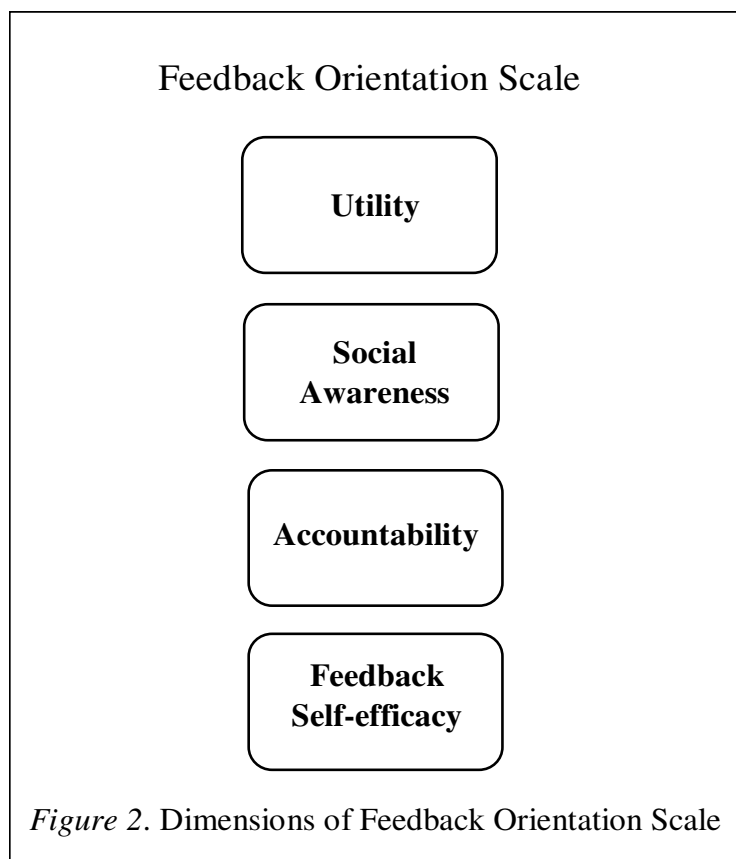 Feedback Orientation Scale
Utility
Social
Awareness
Accountability
Feedback
Self-efficacy
Figure 2. Dimensions of Feedback Orientation Scale